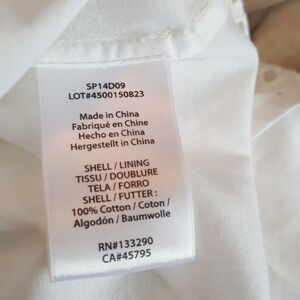 SP14D09
LOT#4500150823
Made in China
Fabriqué en Chine
Hecho en China
Hergestellt in China
SHELL / LINING
TISSU / DOUBLURE
TELA / FORRO
SHELL / FUTTER :
100% Cotton / Coton /
Algodón / Baumwolle
RN#133290
CA#45795